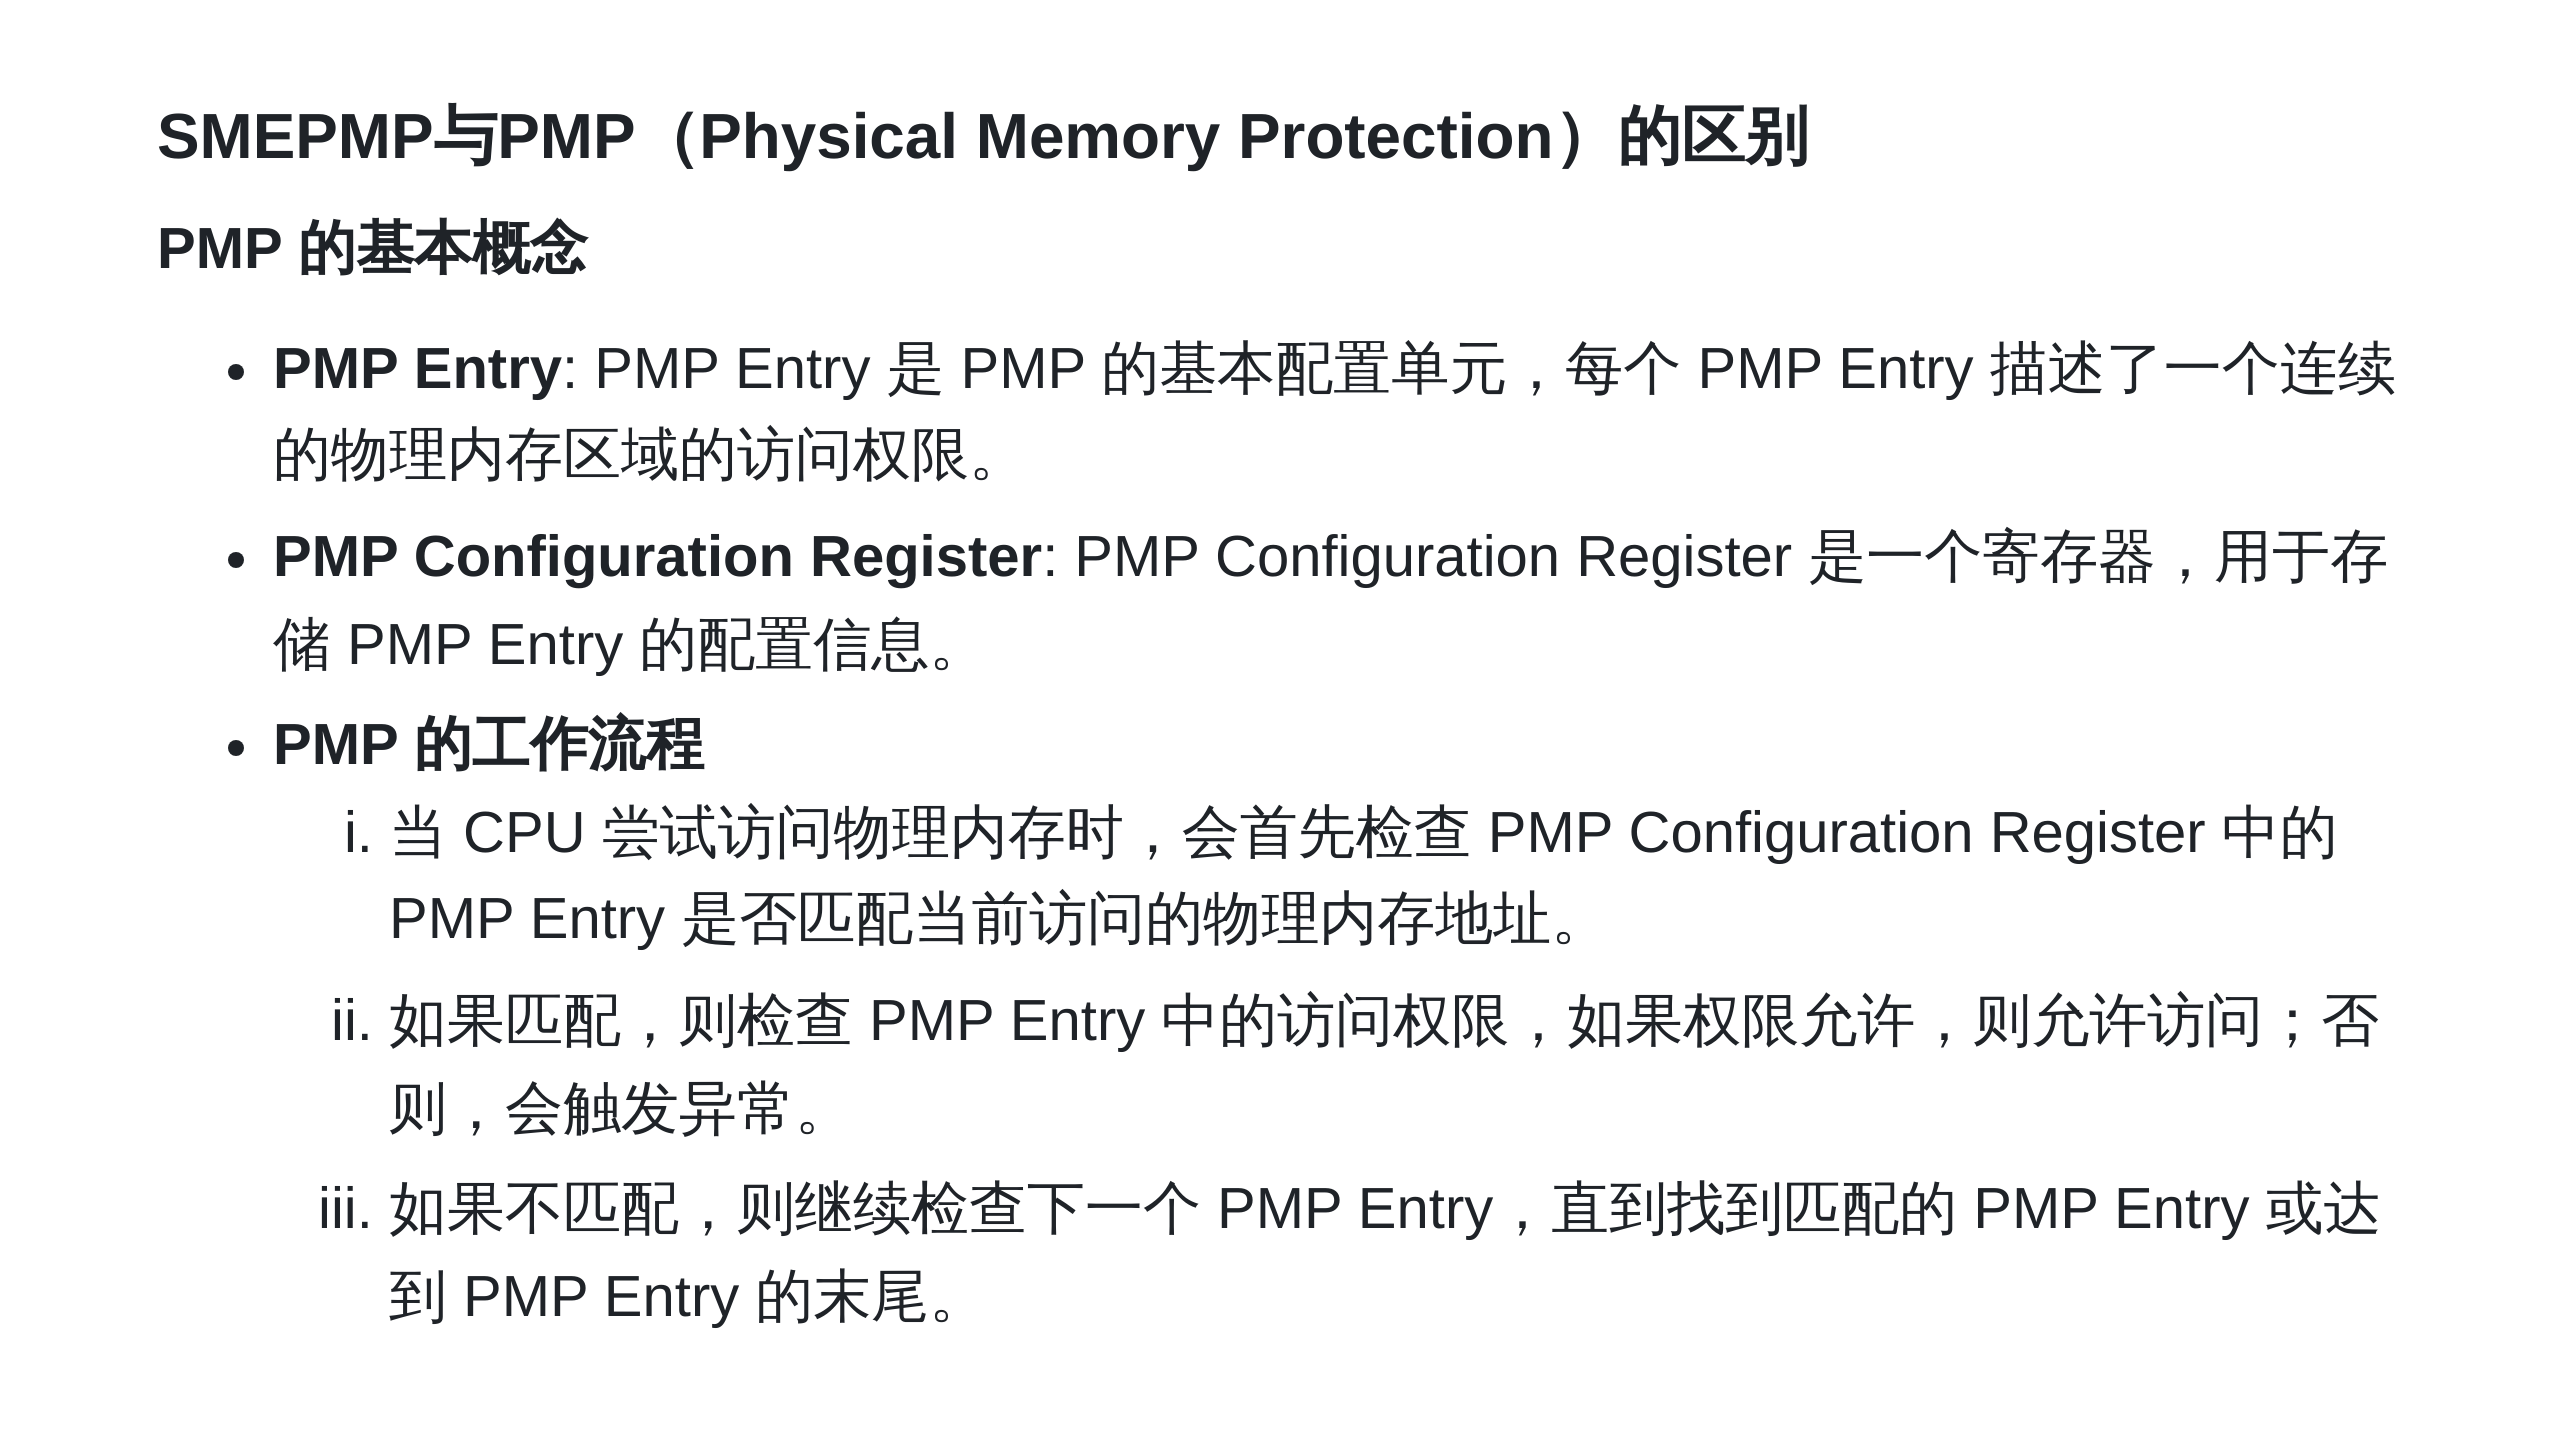 SMEPMP与PMP（Physical Memory Protection）的区别
PMP 的基本概念
• PMP Entry: PMP Entry 是 PMP 的基本配置单元，每个 PMP Entry 描述了一个连续
的物理内存区域的访问权限。
• PMP Configuration Register: PMP Configuration Register 是一个寄存器，用于存
储 PMP Entry 的配置信息。
• PMP 的工作流程
i. 当 CPU 尝试访问物理内存时，会首先检查 PMP Configuration Register 中的
PMP Entry 是否匹配当前访问的物理内存地址。
ii. 如果匹配，则检查 PMP Entry 中的访问权限，如果权限允许，则允许访问；否
则，会触发异常。
iii. 如果不匹配，则继续检查下一个 PMP Entry，直到找到匹配的 PMP Entry 或达
到 PMP Entry 的末尾。